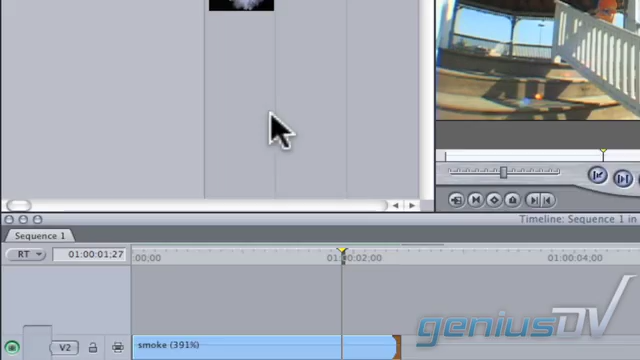 Timeline: Sequence 1 in
Sequence 1
RT
01:00:01;27
:00;00
01:00:02;00
01:00:04;00
geniusDV
V2
smoke (391%)